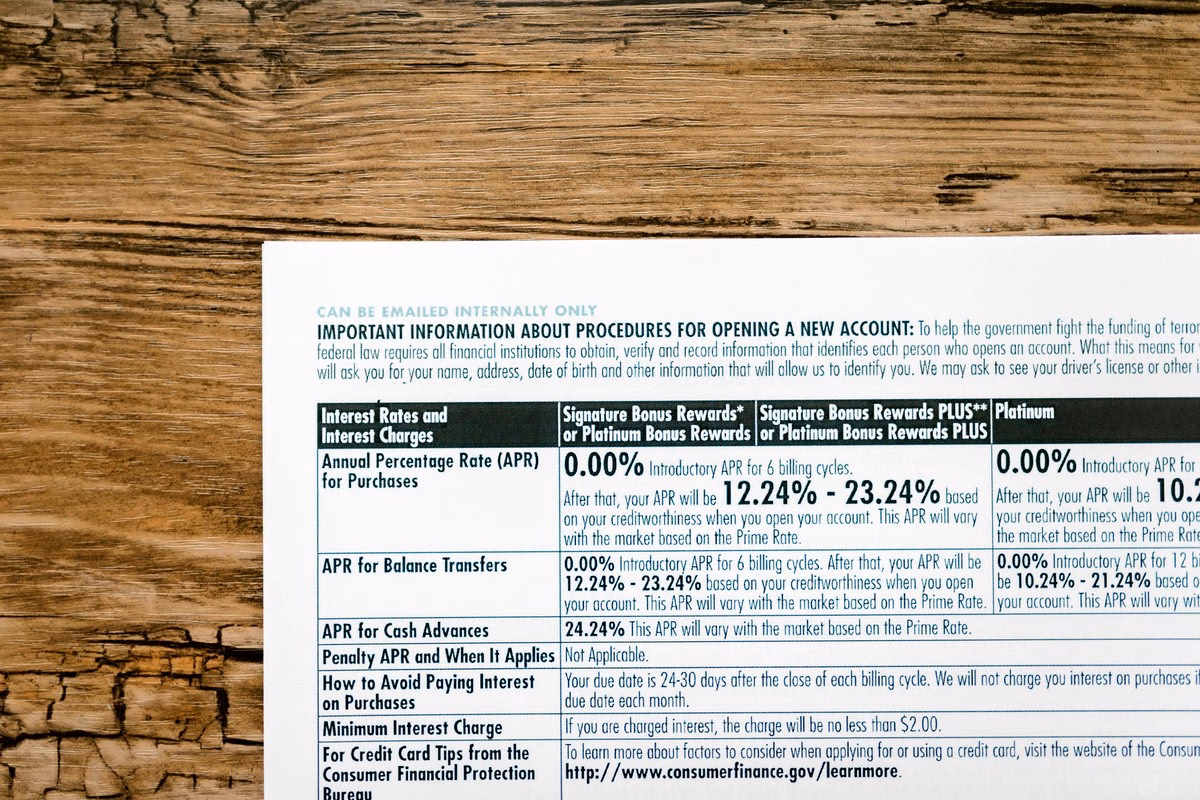 CAN BE EMAILED INTERNALLY ONLY
IMPORTANT INFORMATION ABOUT PROCEDURES FOR OPENING A NEW ACCOUNT: To help the government fight the funding of
federal law requires all financial institutions to obtain, verify and record information that identifies each person who opens an account. What this means for
will ask you for your name, address, date of birth and other information that will allow us to identify you. We may ask to see your driver's license or other
Interest Rates and
Interest Charges
Signature Bonus Rewards*
or Platinum Bonus Rewards
Signature Bonus Rewards PLUS**
or Platinum Bonus Rewards PLUS
Platinum
Annual Percentage Rate (APR)
for Purchases
0.00% Introductory APR for 6 billing cycles.
After that, your APR will be 12.24% - 23.24% based
on your creditworthiness when you open your account. This APR will vary
with the market based on the Prime Rate.
0.00% Introductory APR for
After that, your APR will be 10.2
your creditworthiness when you ope
the market based on the Prime Rate
APR for Balance Transfers
0.00% Introductory APR for 6 billing cycles. After that, your APR will be
12.24% - 23.24% based on your creditworthiness when you open
your account. This APR will vary with the market based on the Prime Rate.
0.00% Introductory APR for 12 bi
be 10.24% - 21.24% based o
your account. This APR will vary wit
APR for Cash Advances
24.24% This APR will vary with the market based on the Prime Rate.
Penalty APR and When It Applies
Not Applicable.
How to Avoid Paying Interest
on Purchases
Your due date is 24-30 days after the close of each billing cycle. We will not charge you interest on purchases if
due date each month.
Minimum Interest Charge
If you are charged interest, the charge will be no less than $2.00.
For Credit Card Tips from the
Consumer Financial Protection
Bureau
To learn more about factors to consider when applying for or using a credit card, visit the website of the Consum
http://www.consumerfinance.gov/learnmore.